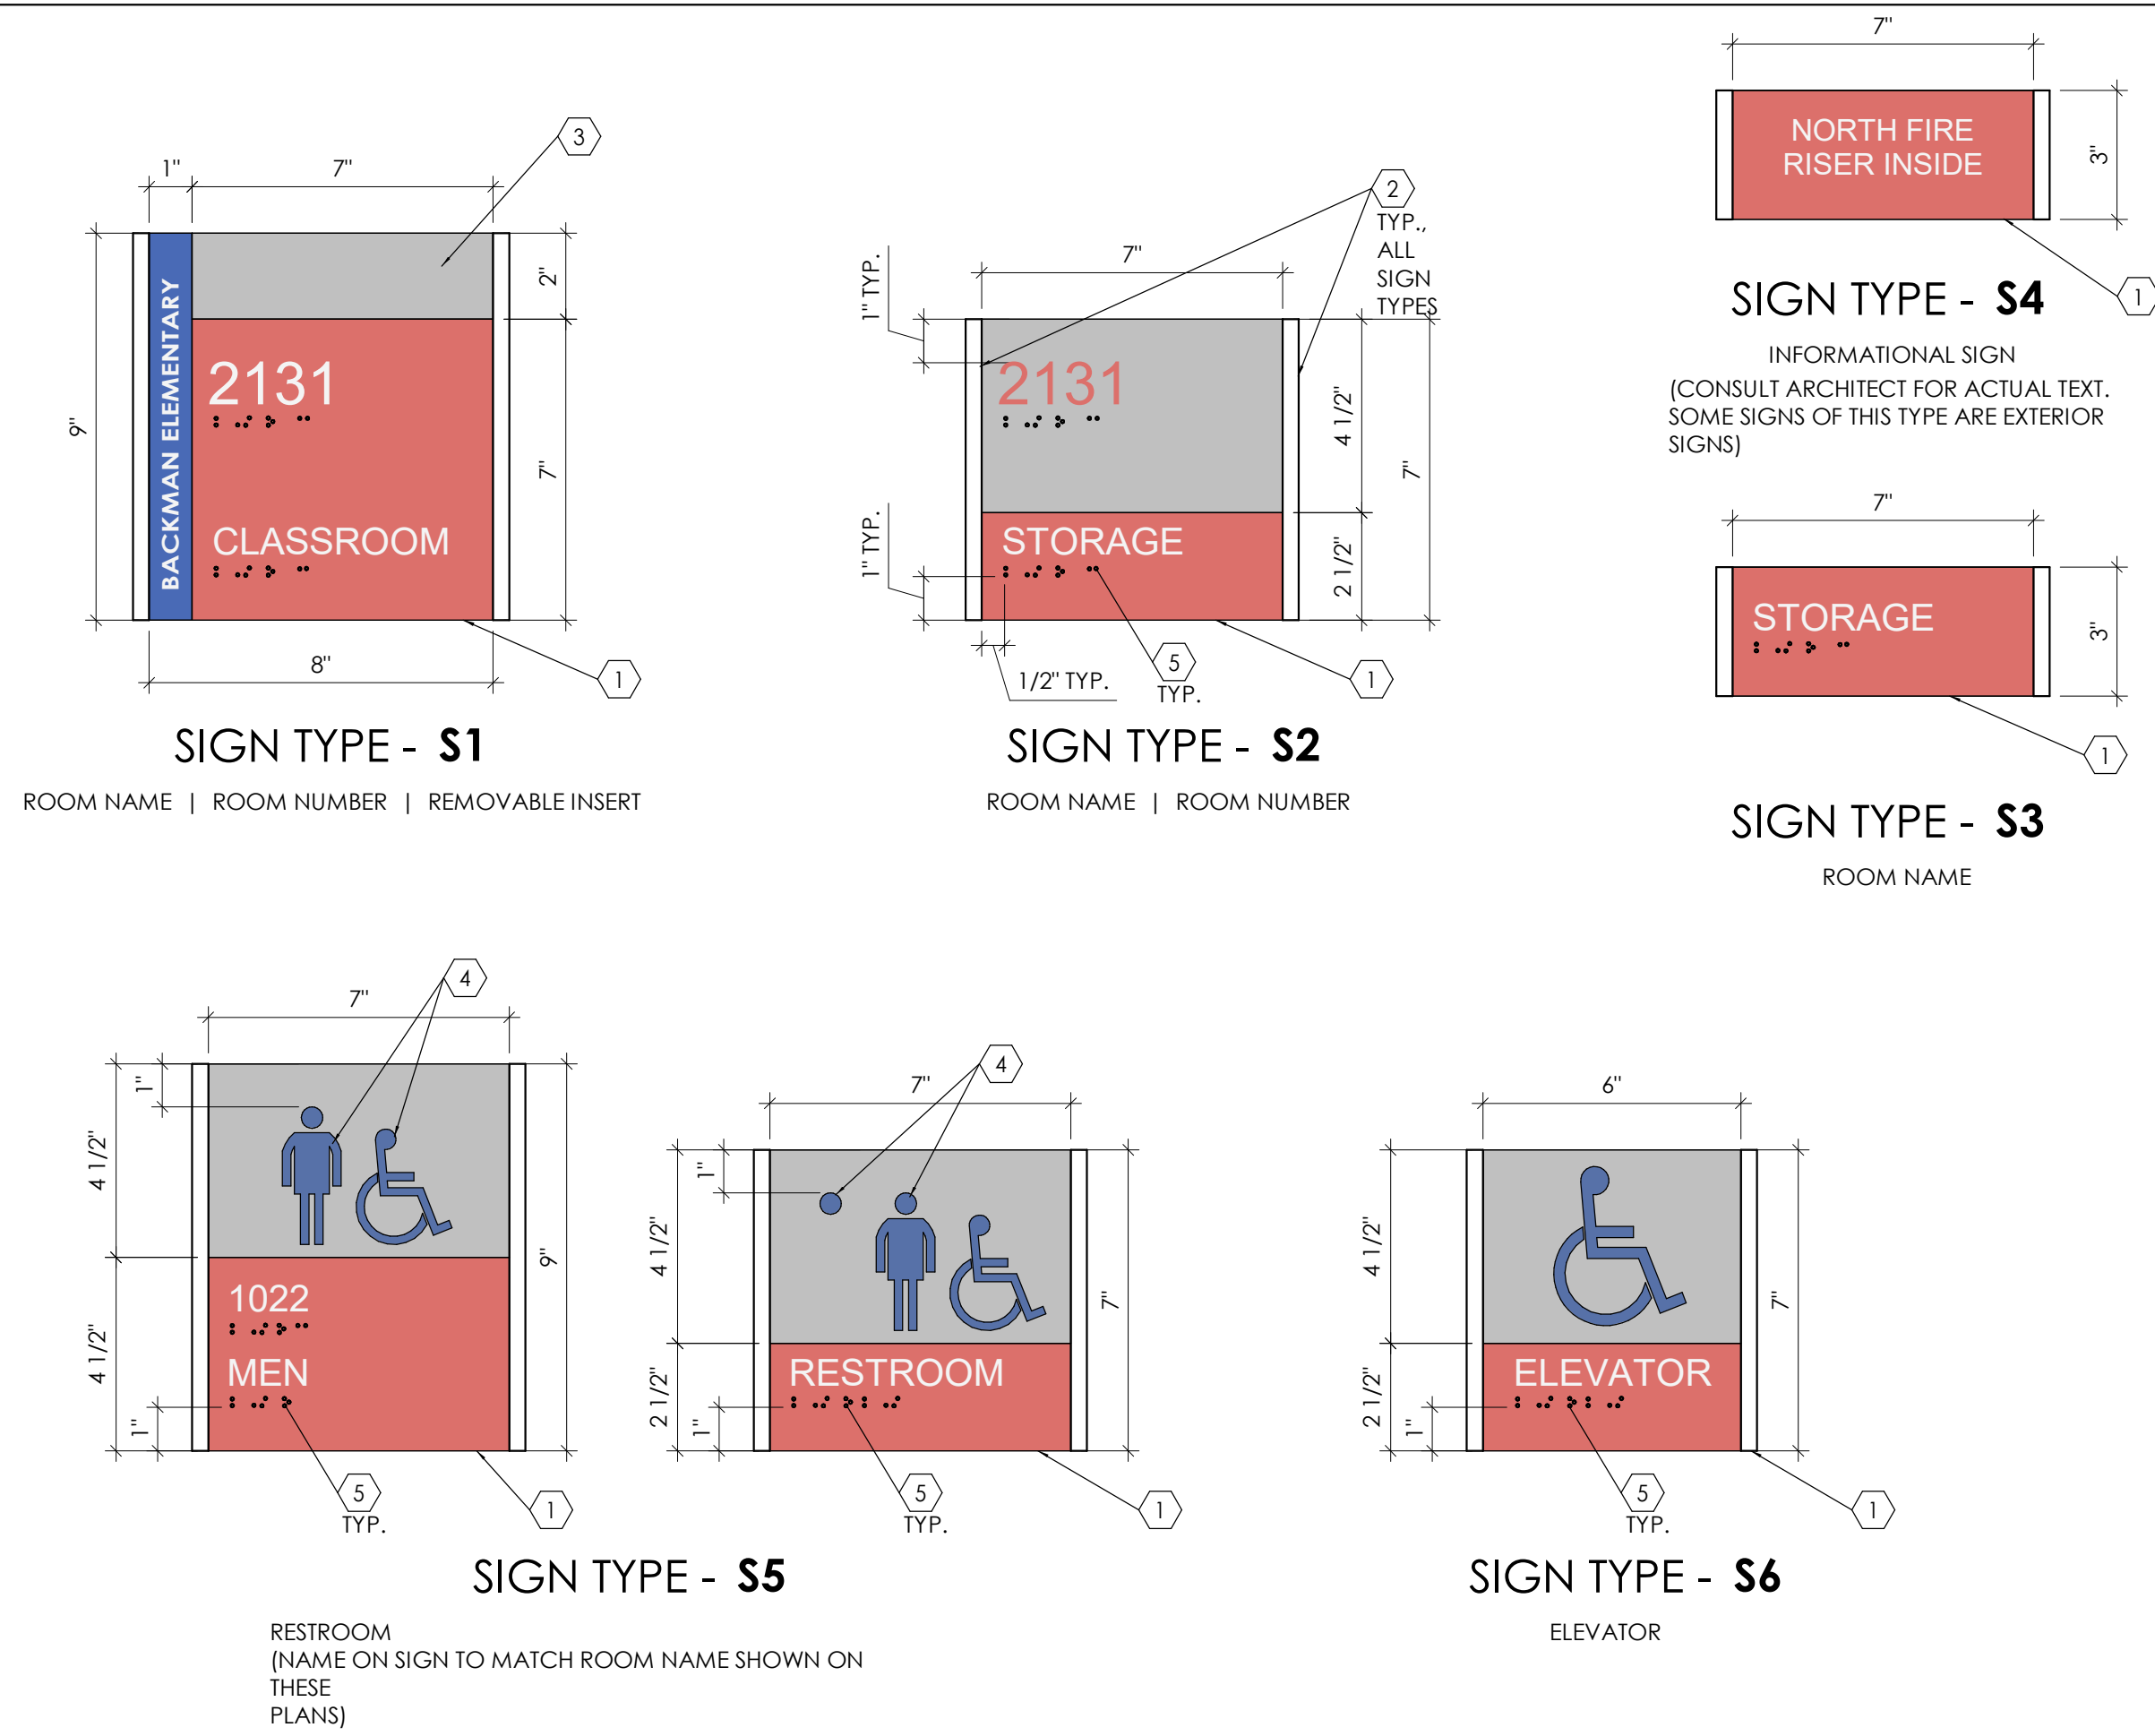 3
1" 7"
BACKMAN ELEMENTARY
2131
CLASSROOM
9"
2"
7"
8"
1
SIGN TYPE - S1
ROOM NAME | ROOM NUMBER | REMOVABLE INSERT
2
TYP.,
ALL
SIGN
TYPES
7"
1" TYP.
2131
4 1/2"
7"
1" TYP.
STORAGE
2 1/2"
1/2" TYP.
5
TYP.
1
SIGN TYPE - S2
ROOM NAME | ROOM NUMBER
7"
NORTH FIRE
RISER INSIDE
3"
1
SIGN TYPE - S4
INFORMATIONAL SIGN
(CONSULT ARCHITECT FOR ACTUAL TEXT.
SOME SIGNS OF THIS TYPE ARE EXTERIOR
SIGNS)
7"
STORAGE
3"
1
SIGN TYPE - S3
ROOM NAME
4
7"
1"
4 1/2"
9"
1022
MEN
4 1/2"
1"
5
TYP.
1
4
7"
1"
4 1/2"
7"
RESTROOM
2 1/2"
1"
5
TYP.
1
SIGN TYPE - S5
RESTROOM
(NAME ON SIGN TO MATCH ROOM NAME SHOWN ON
THESE
PLANS)
6"
4 1/2"
7"
ELEVATOR
2 1/2"
1"
5
TYP.
1
SIGN TYPE - S6
ELEVATOR